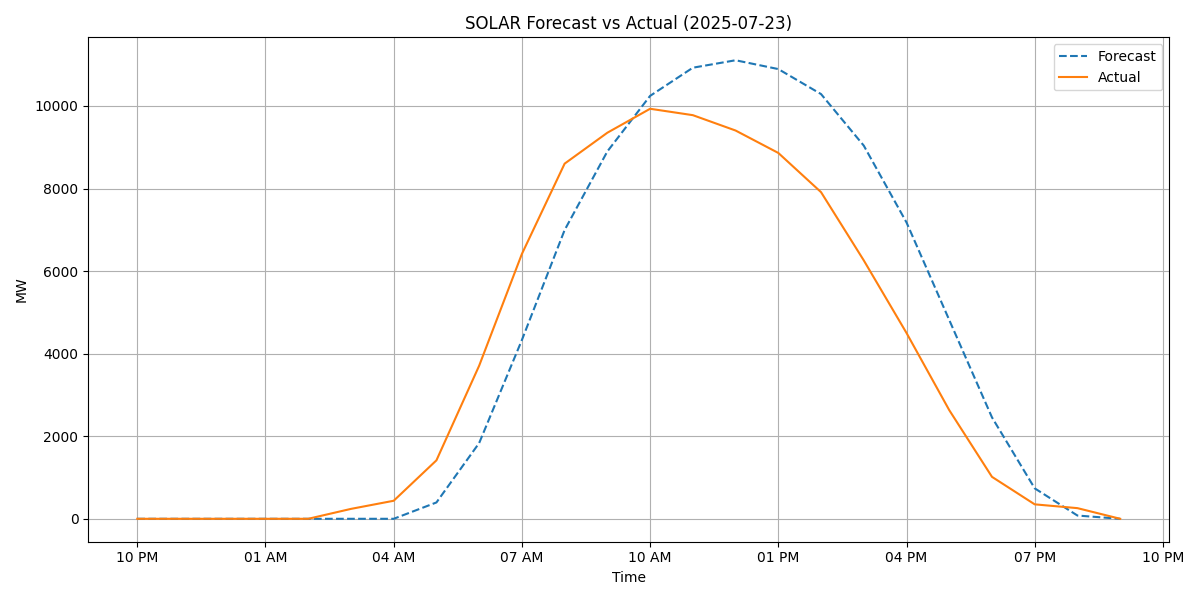 SOLAR Forecast vs Actual (2025-07-23)
Forecast
Actual
MW
10000
8000
6000
4000
2000
0
10 PM 01 AM 04 AM 07 AM 10 AM 01 PM 04 PM 07 PM 10 PM
Time